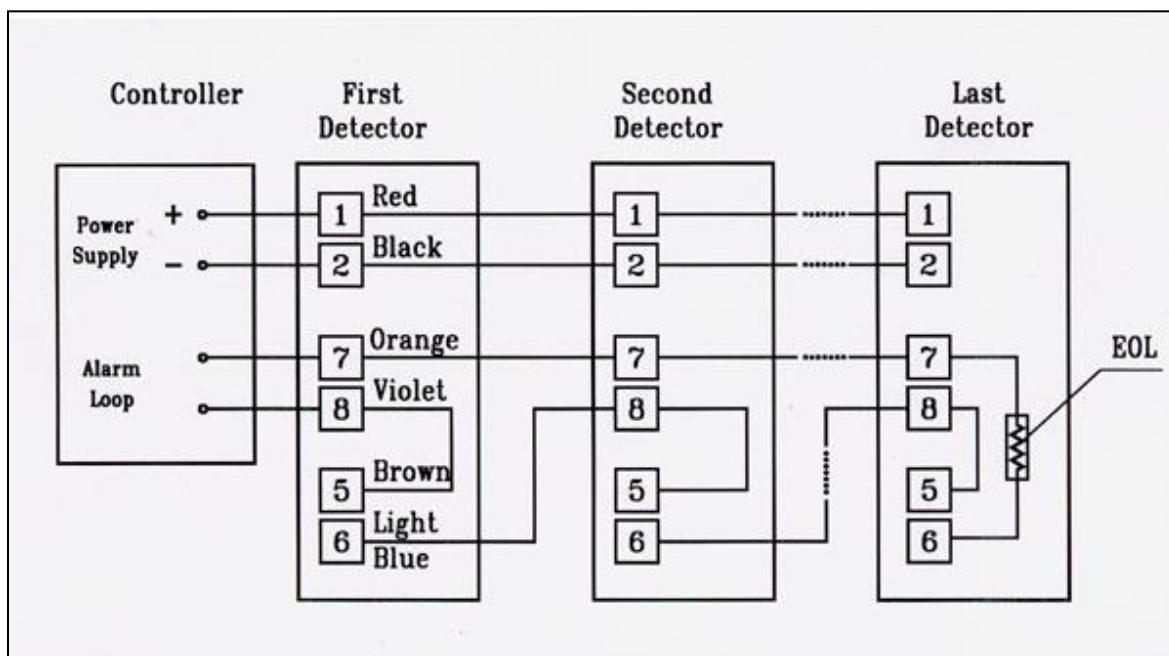 Controller
First
Detector
Second
Detector
Last
Detector
Power
Supply
+
−
Alarm
Loop
1
Red
2
Black
7
Orange
8
Violet
5
Brown
6
Light
Blue
1
2
7
8
5
6
1
2
7
8
5
6
EOL